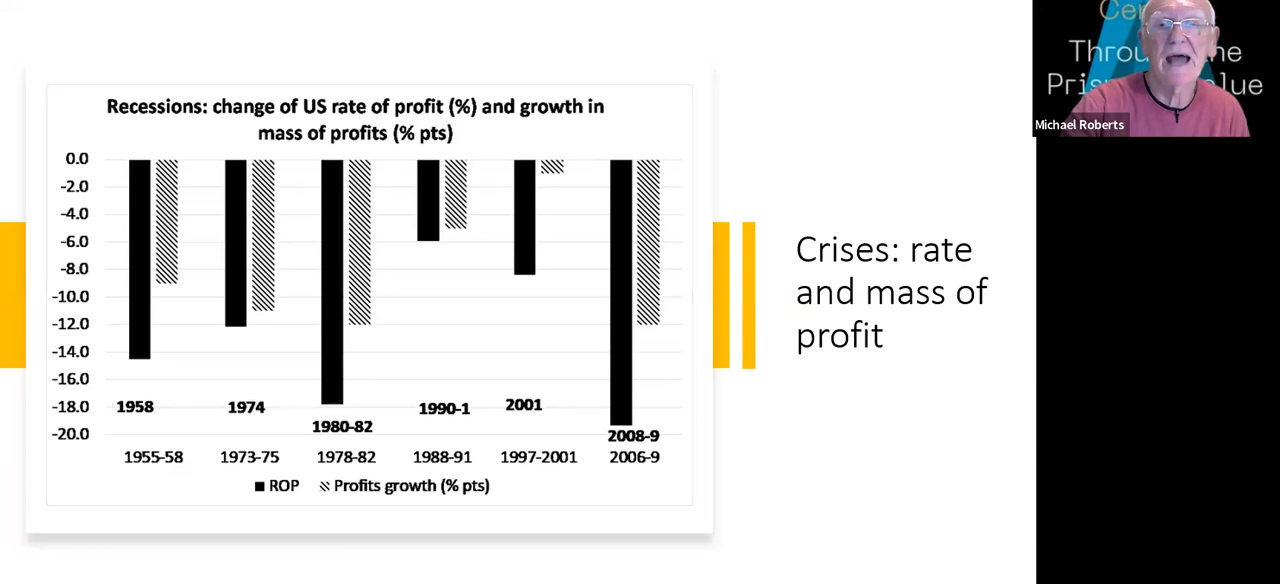 Recessions: change of US rate of profit (%) and growth in
mass of profits (% pts)
0.0
-2.0
-4.0
-6.0
-8.0
-10.0
-12.0
-14.0
-16.0
-18.0
-20.0
1958
1974
1980-82
1990-1
2001
2008-9
1955-58
1973-75
1978-82
1988-91
1997-2001
2006-9
ROP
Profits growth (% pts)
Crises: rate
and mass of
profit
Michael Roberts